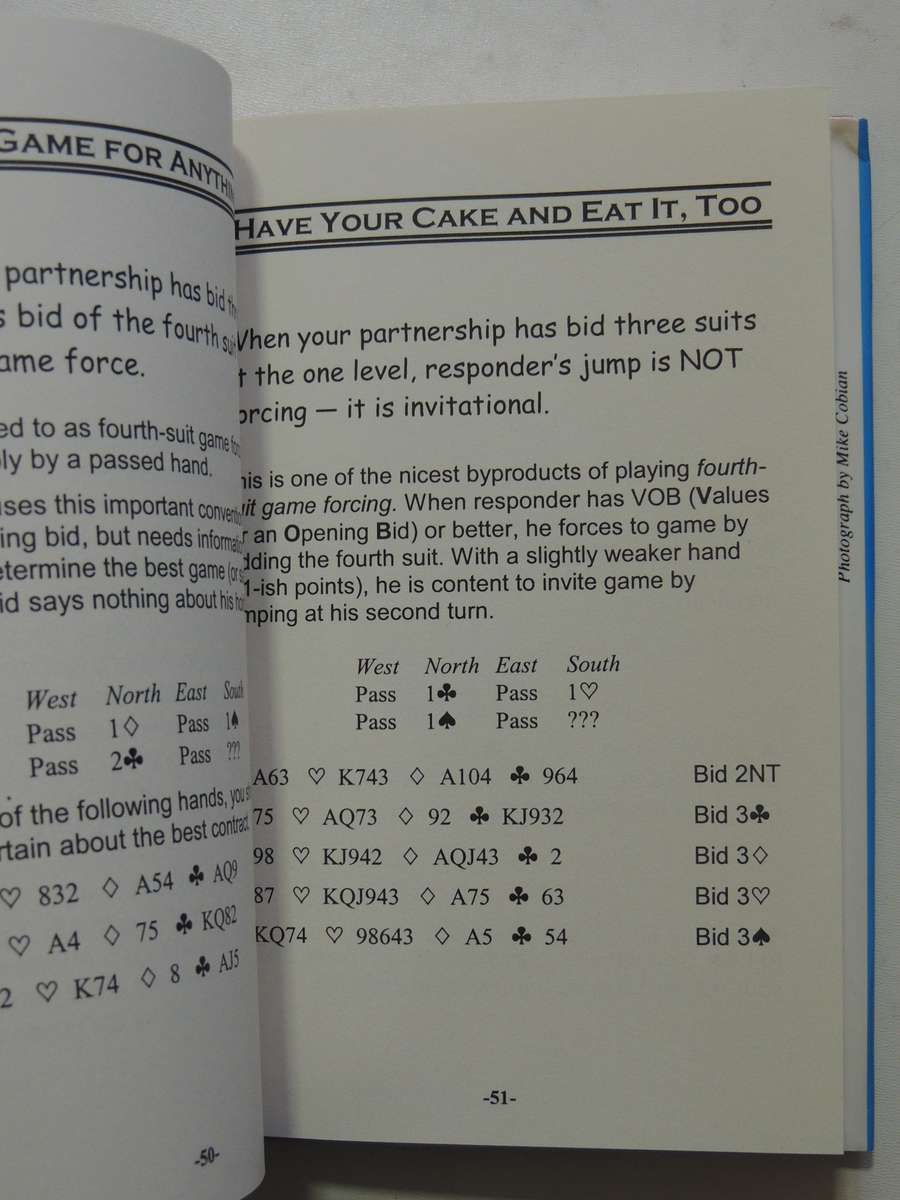 GAME FOR ANYTHI
partnership has bid th
s bid of the fourth su
ame force.
ed to as fourth-suit game fo
ly by a passed hand.
uses this important conventi
ing bid, but needs informa
etermine the best game (or s
id says nothing about his h
West North East South
Pass 1♢ Pass 1♠
Pass 2♣ Pass ???
of the following hands, you s
rtain about the best contract.
♡ 832 ♢ A54 ♣ AQ9
♡ A4 ♢ 75 ♣ KQ82
2 ♡ K74 ♢ 8 ♣ AJ5
-50-
HAVE YOUR CAKE AND EAT IT, TOO
When your partnership has bid three suits
t the one level, responder's jump is NOT
orcing — it is invitational.
his is one of the nicest byproducts of playing fourth-
uit game forcing. When responder has VOB (Values
r an Opening Bid) or better, he forces to game by
dding the fourth suit. With a slightly weaker hand
1-ish points), he is content to invite game by
mping at his second turn.
West North East South
Pass 1♣ Pass 1♡
Pass 1♠ Pass ???
A63 ♡ K743 ♢ A104 ♣ 964 Bid 2NT
75 ♡ AQ73 ♢ 92 ♣ KJ932 Bid 3♣
98 ♡ KJ942 ♢ AQJ43 ♣ 2 Bid 3♢
87 ♡ KQJ943 ♢ A75 ♣ 63 Bid 3♡
KQ74 ♡ 98643 ♢ A5 ♣ 54 Bid 3♠
-51-
Photograph by Mike Cobian